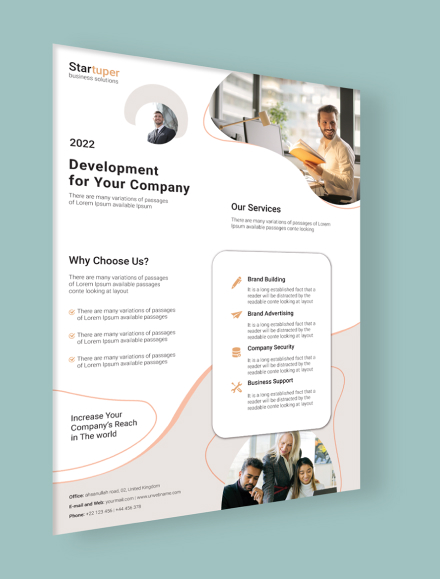 Startuper
business solutions
2022
Development
for Your Company
There are many variations of passages
of Lorem Ipsum available Ipsum
Our Services
There are many variations of passages of Lorem
Ipsum available passages conte looking
Why Choose Us?
There are many variations of passages
of Lorem Ipsum available passages
conte looking at layout
There are many variations of passages
of Lorem Ipsum available passages
There are many variations of passages
of Lorem Ipsum available passages
There are many variations of passages
of Lorem Ipsum available passages
Brand Building
It is a long established fact that a
reader will be distracted by the
readable conte looking at layout
Brand Advertising
It is a long established fact that a
reader will be distracted by the
readable conte looking at layout
Company Security
It is a long established fact that a
reader will be distracted by the
readable conte looking at layout
Business Support
It is a long established fact that a
reader will be distracted by the
readable conte looking at layout
Increase Your
Company's Reach
in The world
Office: road, 02, United Kingdom
E-mail and Web: yourmail.com | www.urwebname.com
Phone: +22 123 456 | +44 456 378